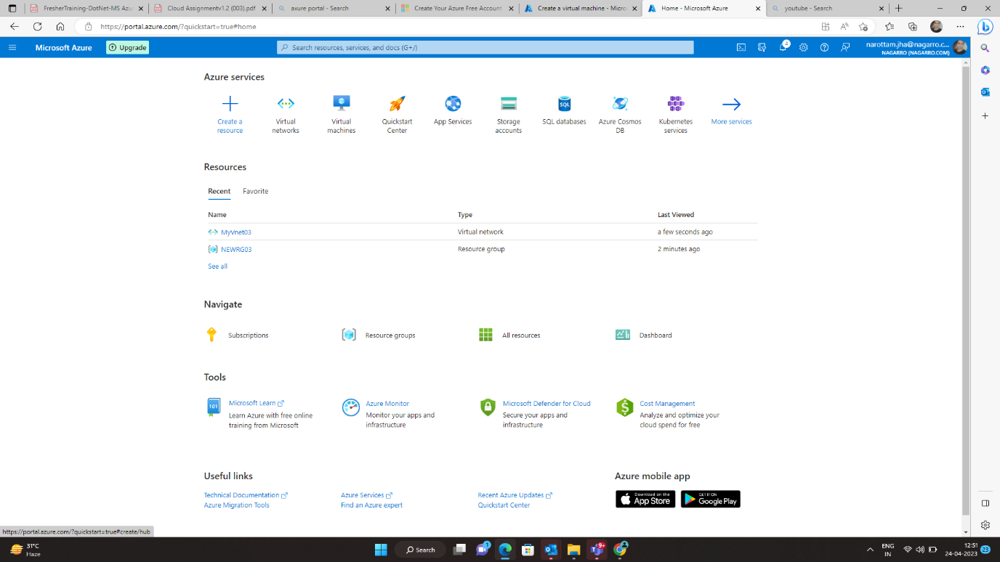 FresherTraining-DotNet-MS Azu
Cloud Assignmentv1.2 (003).pdf
axure portal - Search
Create Your Azure Free Account
Create a virtual machine - Micro
Home - Microsoft Azure
youtube - Search
https://portal.azure.com/?quickstart=true#home
Microsoft Azure
Upgrade
Search resources, services, and docs (G+/)
4
narottam.jha@nagarro.c...
NAGARRO (NAGARRO.COM)
Azure services
Create a
resource
Virtual
networks
Virtual
machines
Quickstart
Center
App Services
Storage
accounts
SQL
SQL databases
Azure Cosmos
DB
Kubernetes
services
More services
Resources
Recent
Favorite
Name
Type
Last Viewed
MyVnet03
Virtual network
a few seconds ago
NEWRG03
Resource group
2 minutes ago
See all
Navigate
Subscriptions
Resource groups
All resources
Dashboard
Tools
101
Microsoft Learn
Learn Azure with free online
training from Microsoft
Azure Monitor
Monitor your apps and
infrastructure
Microsoft Defender for Cloud
Secure your apps and
infrastructure
Cost Management
Analyze and optimize your
cloud spend for free
Useful links
Technical Documentation
Azure Migration Tools
Azure Services
Find an Azure expert
Recent Azure Updates
Quickstart Center
Azure mobile app
Download on the
App Store
GET IT ON
Google Play
https://portal.azure.com/?quickstart=true#create/hub
31°C
Haze
Search
1
9+
ENG
IN
12:51
24-04-2023
23